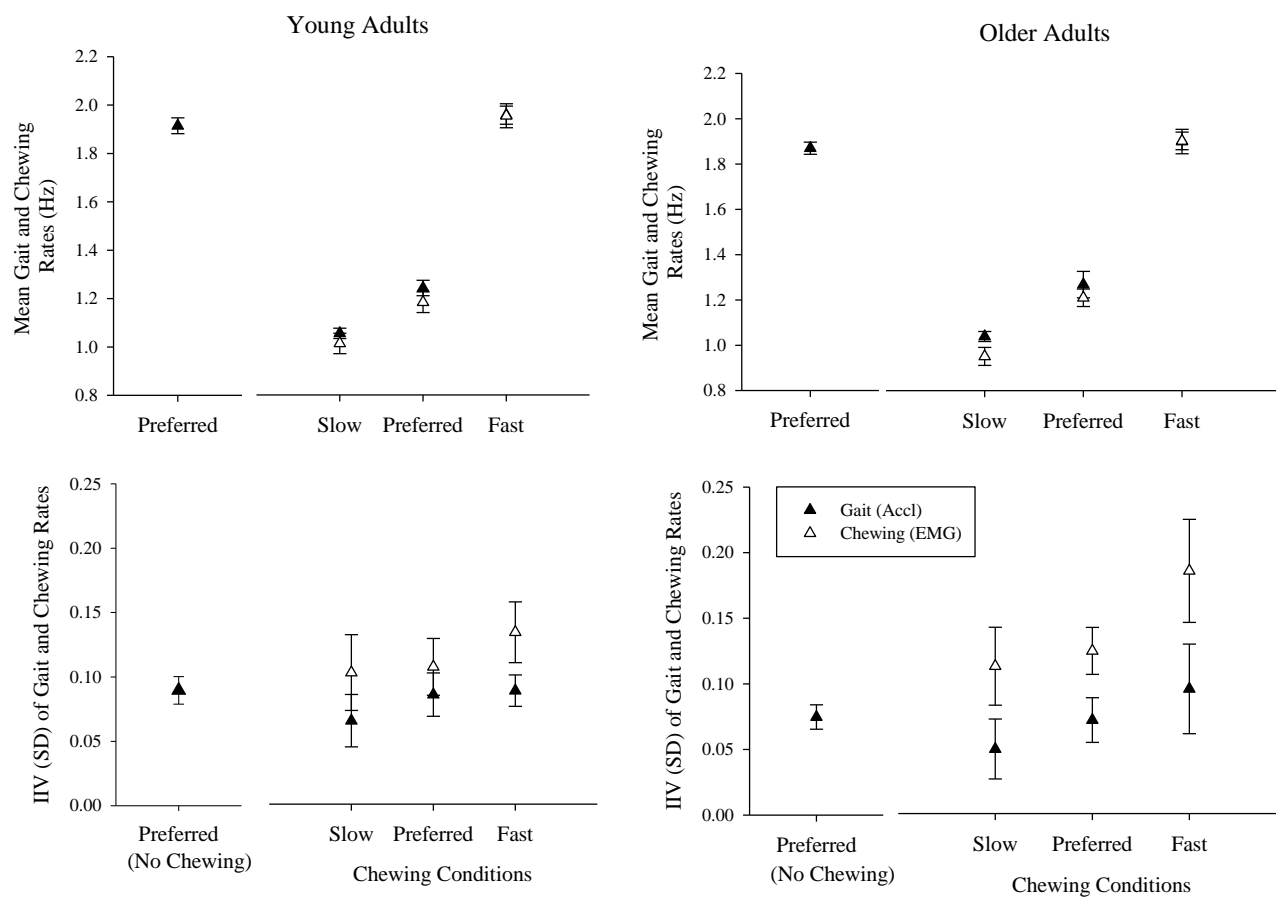 Young Adults
Mean Gait and Chewing
Rates (Hz)
2.2
2.0
1.8
1.6
1.4
1.2
1.0
0.8
Preferred
Slow
Preferred
Fast
Older Adults
Mean Gait and Chewing
Rates (Hz)
2.2
2.0
1.8
1.6
1.4
1.2
1.0
0.8
Preferred
Slow
Preferred
Fast
IIV (SD) of Gait and Chewing Rates
0.25
0.20
0.15
0.10
0.05
0.00
Preferred
(No Chewing)
Slow
Preferred
Fast
Chewing Conditions
IIV (SD) of Gait and Chewing Rates
0.25
0.20
0.15
0.10
0.05
0.00
Gait (Accl)
Chewing (EMG)
Preferred
(No Chewing)
Slow
Preferred
Fast
Chewing Conditions